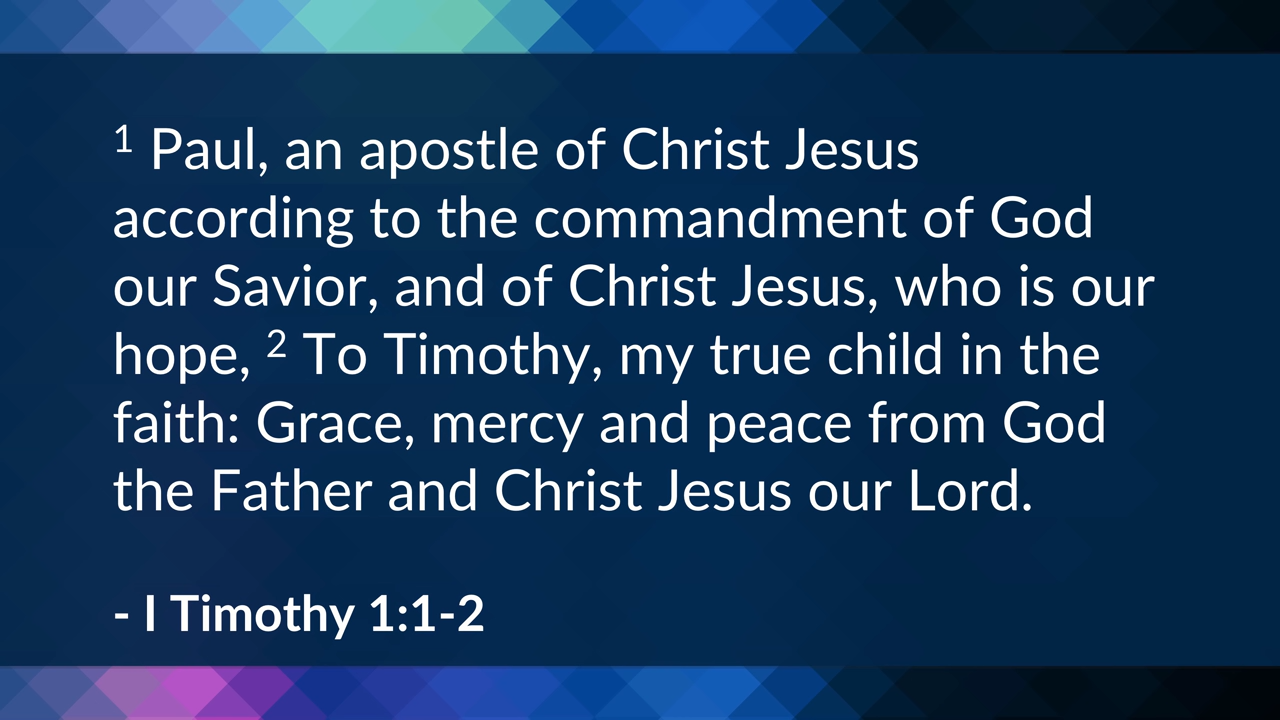 ¹ Paul, an apostle of Christ Jesus
according to the commandment of God
our Savior, and of Christ Jesus, who is our
hope, ² To Timothy, my true child in the
faith: Grace, mercy and peace from God
the Father and Christ Jesus our Lord.
- I Timothy 1:1-2